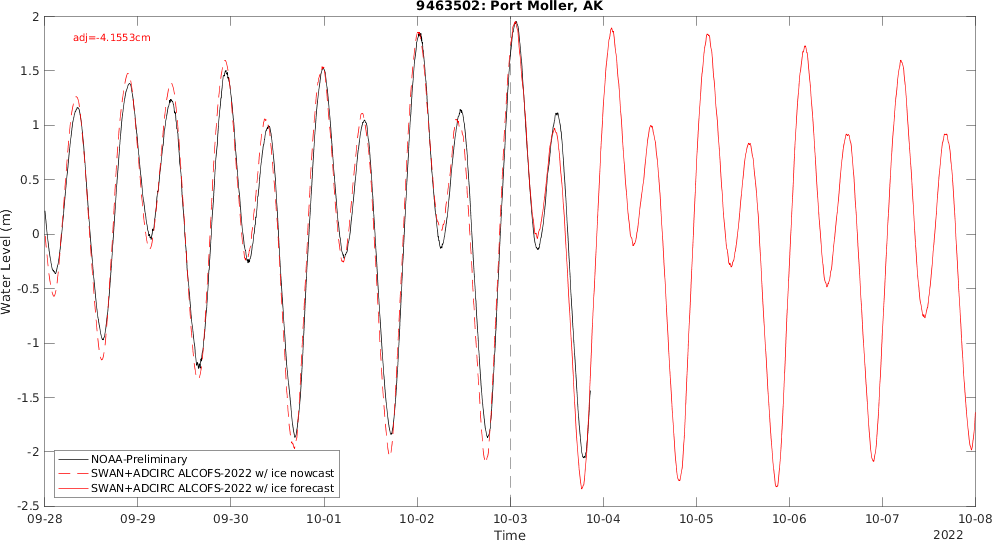 9463502: Port Moller, AK
adj=-4.1553cm
Water Level (m)
2
1.5
1
0.5
0
-0.5
-1
-1.5
-2
-2.5
NOAA-Preliminary
SWAN+ADCIRC ALCOFS-2022 w/ ice nowcast
SWAN+ADCIRC ALCOFS-2022 w/ ice forecast
09-28 09-29 09-30 10-01 10-02 10-03 10-04 10-05 10-06 10-07 10-08
Time
2022